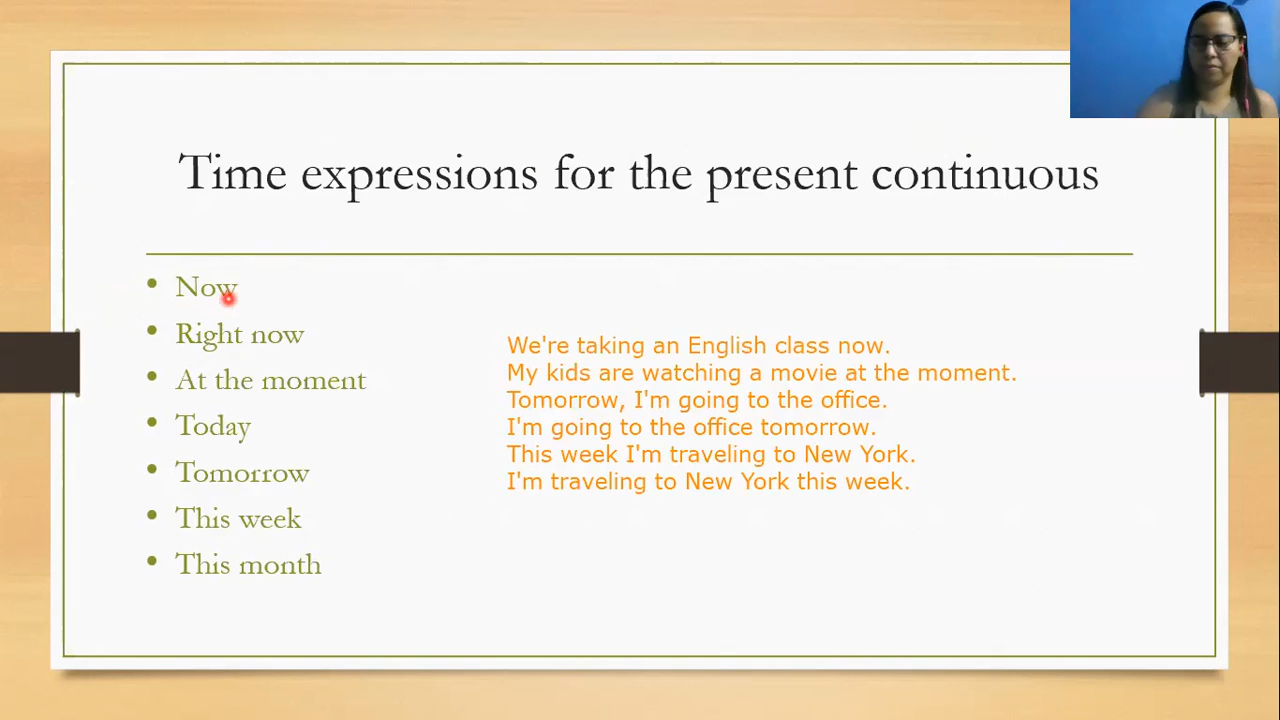 Time expressions for the present continuous
• Now
• Right now
• At the moment
• Today
• Tomorrow
• This week
• This month
We're taking an English class now.
My kids are watching a movie at the moment.
Tomorrow, I'm going to the office.
I'm going to the office tomorrow.
This week I'm traveling to New York.
I'm traveling to New York this week.